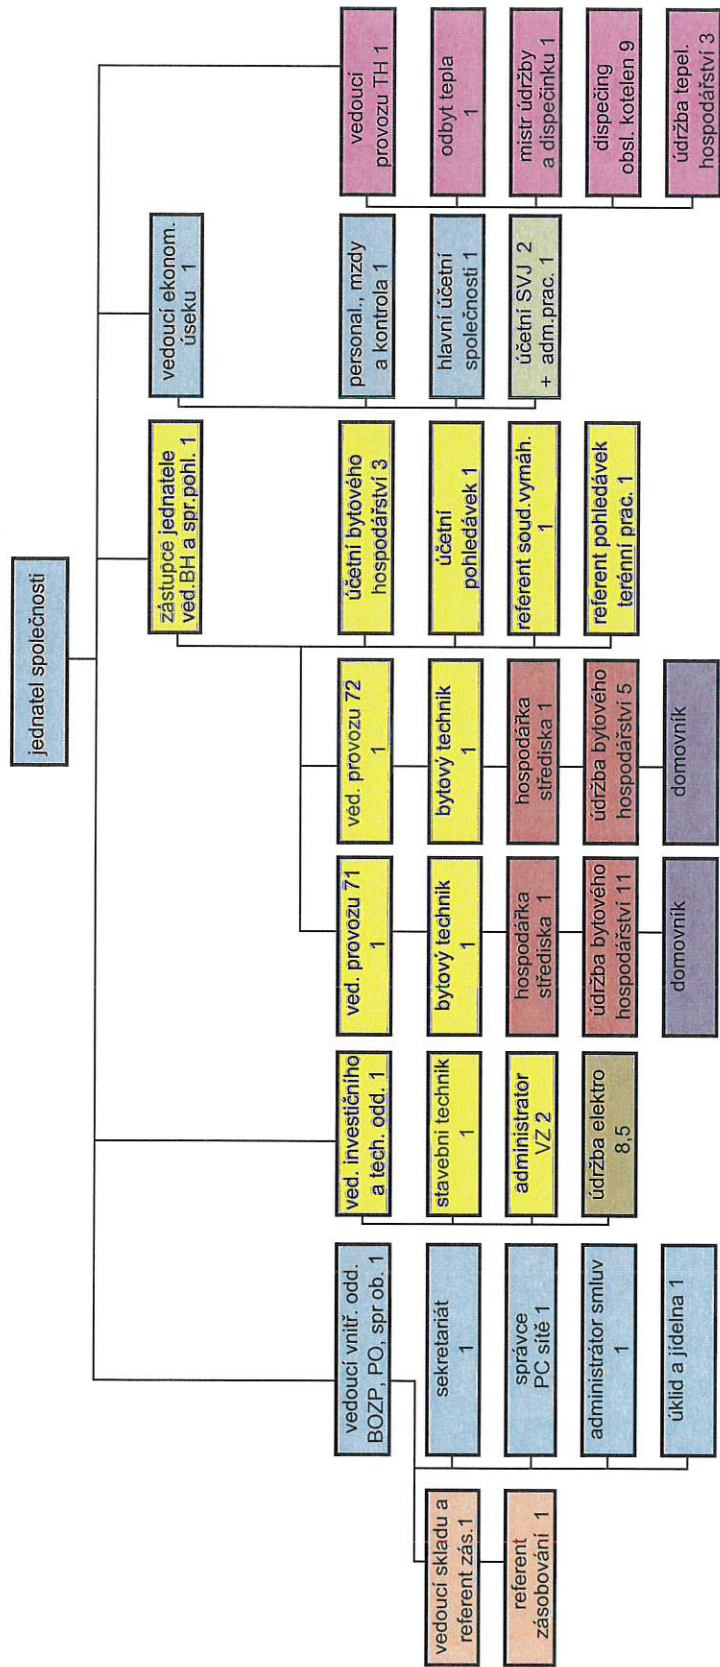 jednatel společnosti
zástupce jednatele
ved.BH a spr.pohl. 1
vedoucí ekonom.
úseku 1
vedoucí vnitř. odd.
BOZP, PO, spr ob. 1
ved. investičního
a tech. odd. 1
ved. provozu 71
1
ved. provozu 72
1
účetní bytového
hospodářství 3
personal., mzdy
a kontrola 1
vedoucí
provozu TH 1
vedoucí skladu a
referent zás.1
sekretariát
1
stavební technik
1
bytový technik
1
bytový technik
1
účetní
pohledávek 1
hlavní účetní
společnosti 1
odbyt tepla
1
referent
zásobování 1
správce
PC sítě 1
administrátor
VZ 2
hospodářka
střediska 1
hospodářka
střediska 1
referent soud.vymáh.
1
účetní SVJ 2
+ adm.prac. 1
mistr údržby
a dispečinku 1
administrátor smluv
1
údržba elektro
8,5
údržba bytového
hospodářství 11
údržba bytového
hospodářství 5
referent pohledávek
terénní prac. 1
dispečing
obsl. kotelen 9
úklid a jídelna 1
domovník
domovník
údržba tepel.
hospodářství 3